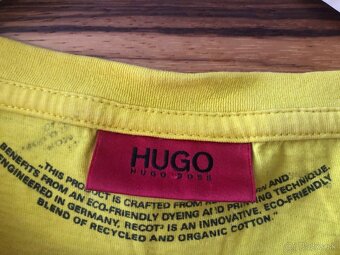 HUGO
HUGO BOSS
"THIS PRODUCT IS CRAFTED FROM AND
BENEFITS FROM AN ECO-FRIENDLY DYEING AND PRINTING TECHNIQUE,
ENGINEERED IN GERMANY. RECOT² IS AN INNOVATIVE, ECO-FRIENDLY
BLEND OF RECYCLED AND ORGANIC COTTON."